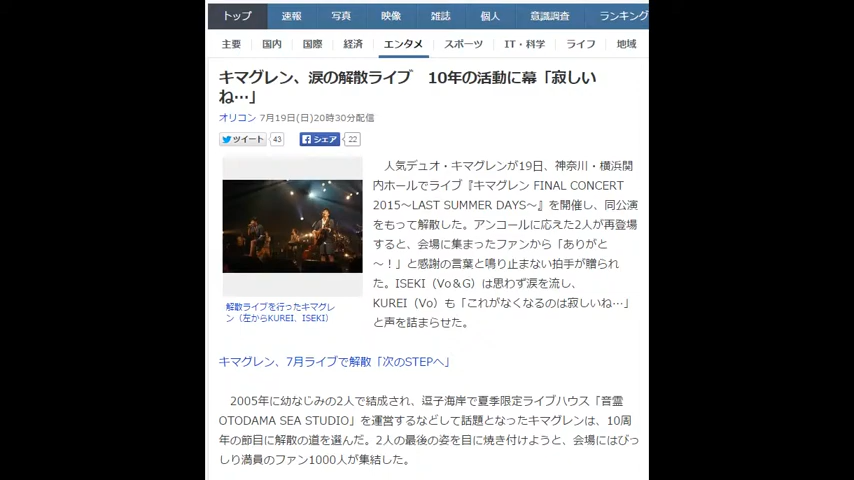 トップ 速報 写真 映像 雑誌 個人 意識調査 ランキング
主要 国内 国際 経済 エンタメ スポーツ IT・科学 ライフ 地域
キマグレン、涙の解散ライブ 10年の活動に幕「寂しい
ね…」
オリコン 7月19日(日)20時30分配信
ツイート 43 シェア 22
人気デュオ・キマグレンが19日、神奈川・横浜関
内ホールでライブ『キマグレン FINAL CONCERT
2015～LAST SUMMER DAYS～』を開催し、同公演
をもって解散した。アンコールに応えた2人が再登場
すると、会場に集まったファンから「ありがと
～！」と感謝の言葉と鳴り止まない拍手が贈られ
た。ISEKI（Vo＆G）は思わず涙を流し、
KUREI（Vo）も「これがなくなるのは寂しいね…」
と声を詰まらせた。
解散ライブを行ったキマグレ
ン（左からKUREI、ISEKI）
キマグレン、7月ライブで解散「次のSTEPへ」
2005年に幼なじみの2人で結成され、逗子海岸で夏季限定ライブハウス「音霊
OTODAMA SEA STUDIO」を運営するなどして話題となったキマグレンは、10周
年の節目に解散の道を選んだ。2人の最後の姿を目に焼き付けようと、会場にはびっ
しり満員のファン1000人が集結した。